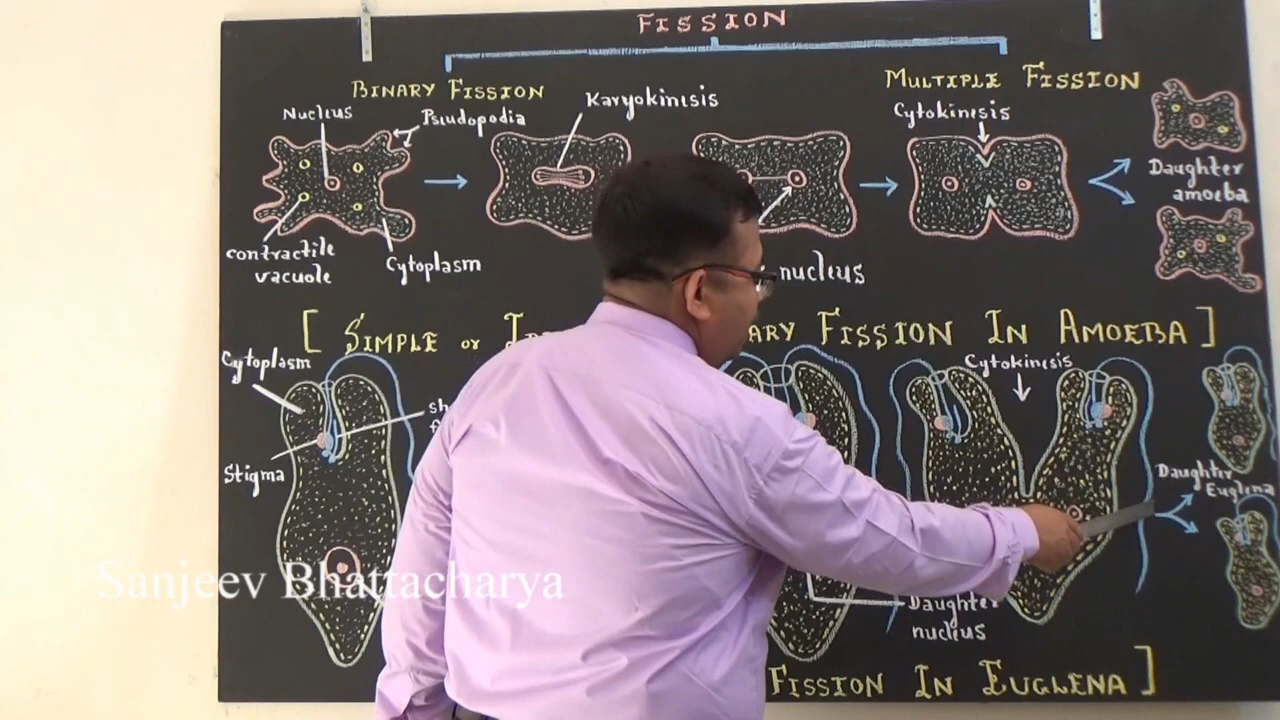 FISSION
BINARY FISSION
MULTIPLE FISSION
Nucleus
Pseudopodia
Karyokinesis
Cytokinesis
Daughter
amoeba
contractile
vacuole
Cytoplasm
nucleus
[ SIMPLE or FISSION IN AMOEBA ]
Cytoplasm
Cytokinesis
Stigma
Daughter
Euglena
Sanjeev Bhattacharya
Daughter
nucleus
FISSION IN EUGLENA ]